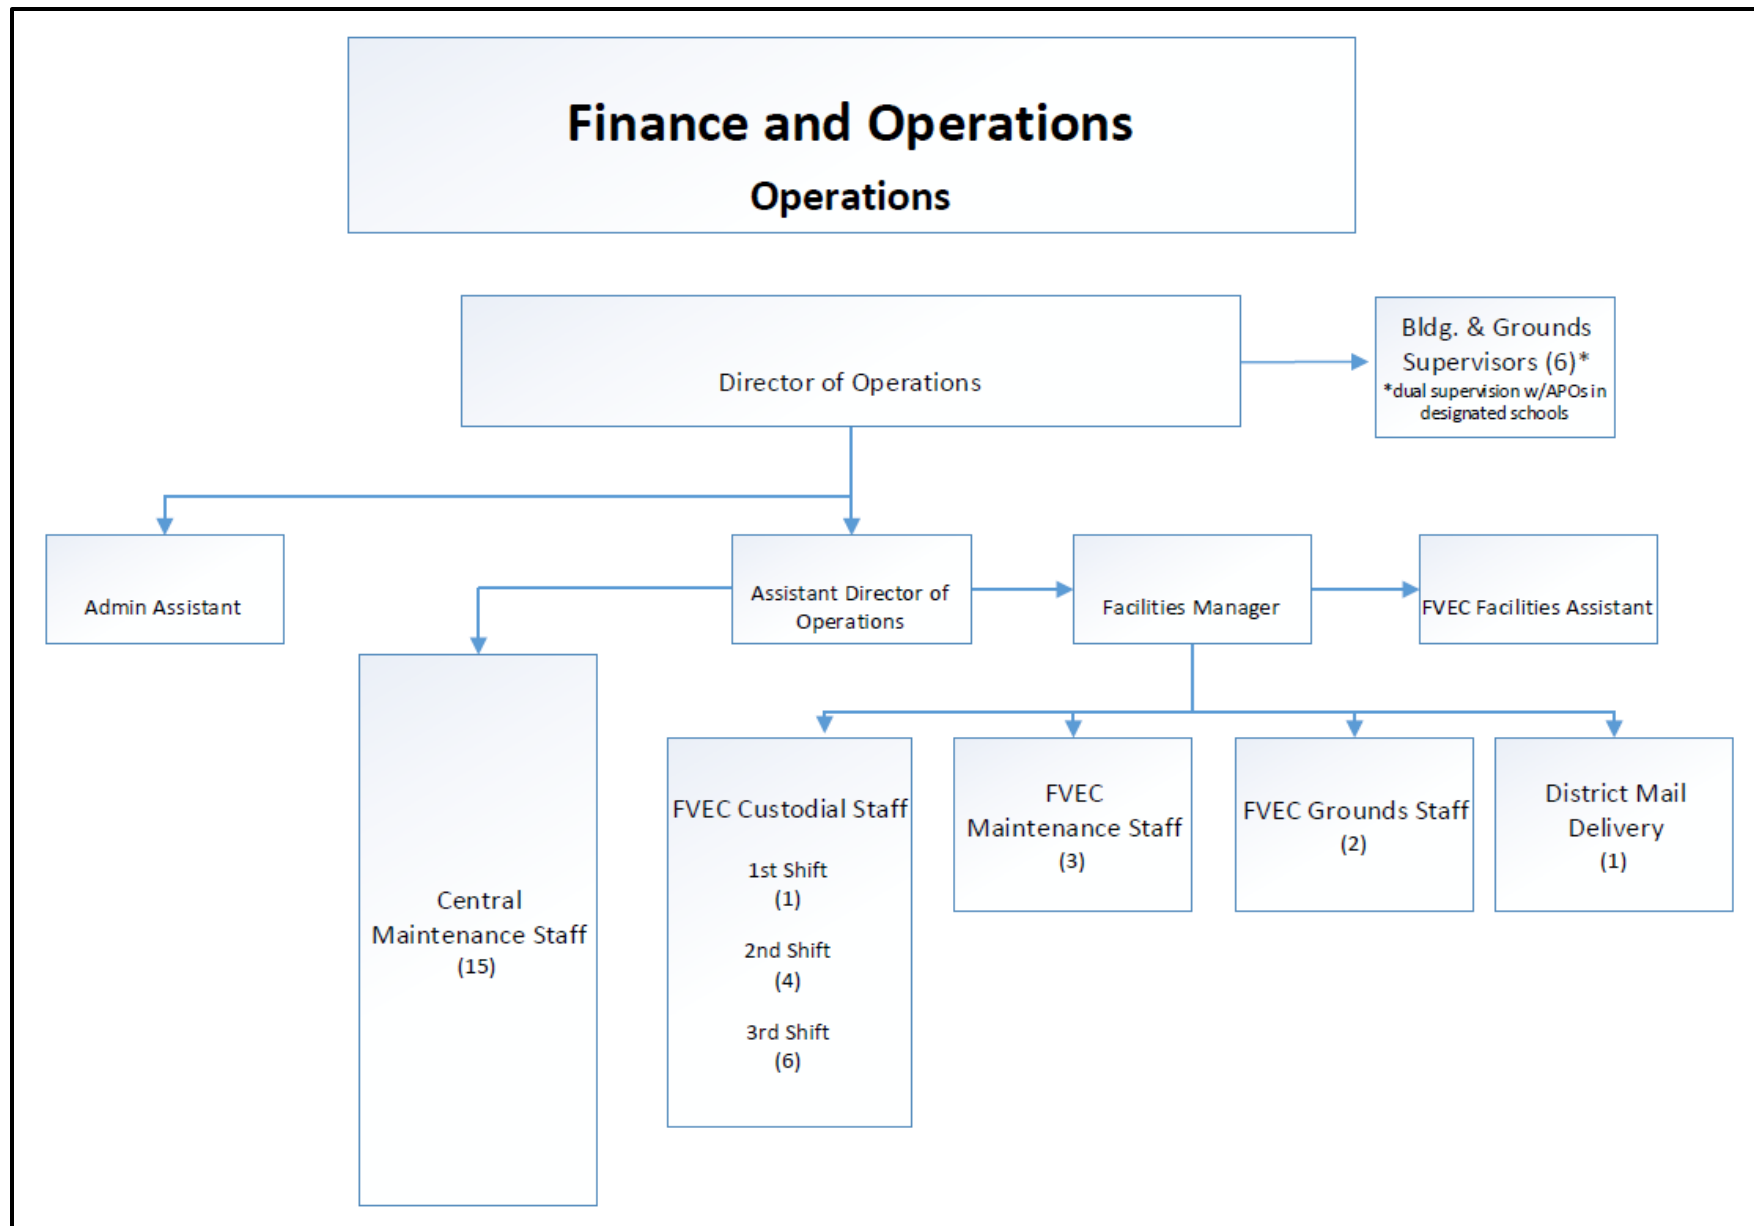 Finance and Operations
Operations
Director of Operations
Bldg. & Grounds
Supervisors (6)*
*dual supervision w/APOs in
designated schools
Admin Assistant
Assistant Director of
Operations
Facilities Manager
FVEC Facilities Assistant
Central
Maintenance Staff
(15)
FVEC Custodial Staff
1st Shift
(1)
2nd Shift
(4)
3rd Shift
(6)
FVEC
Maintenance Staff
(3)
FVEC Grounds Staff
(2)
District Mail
Delivery
(1)